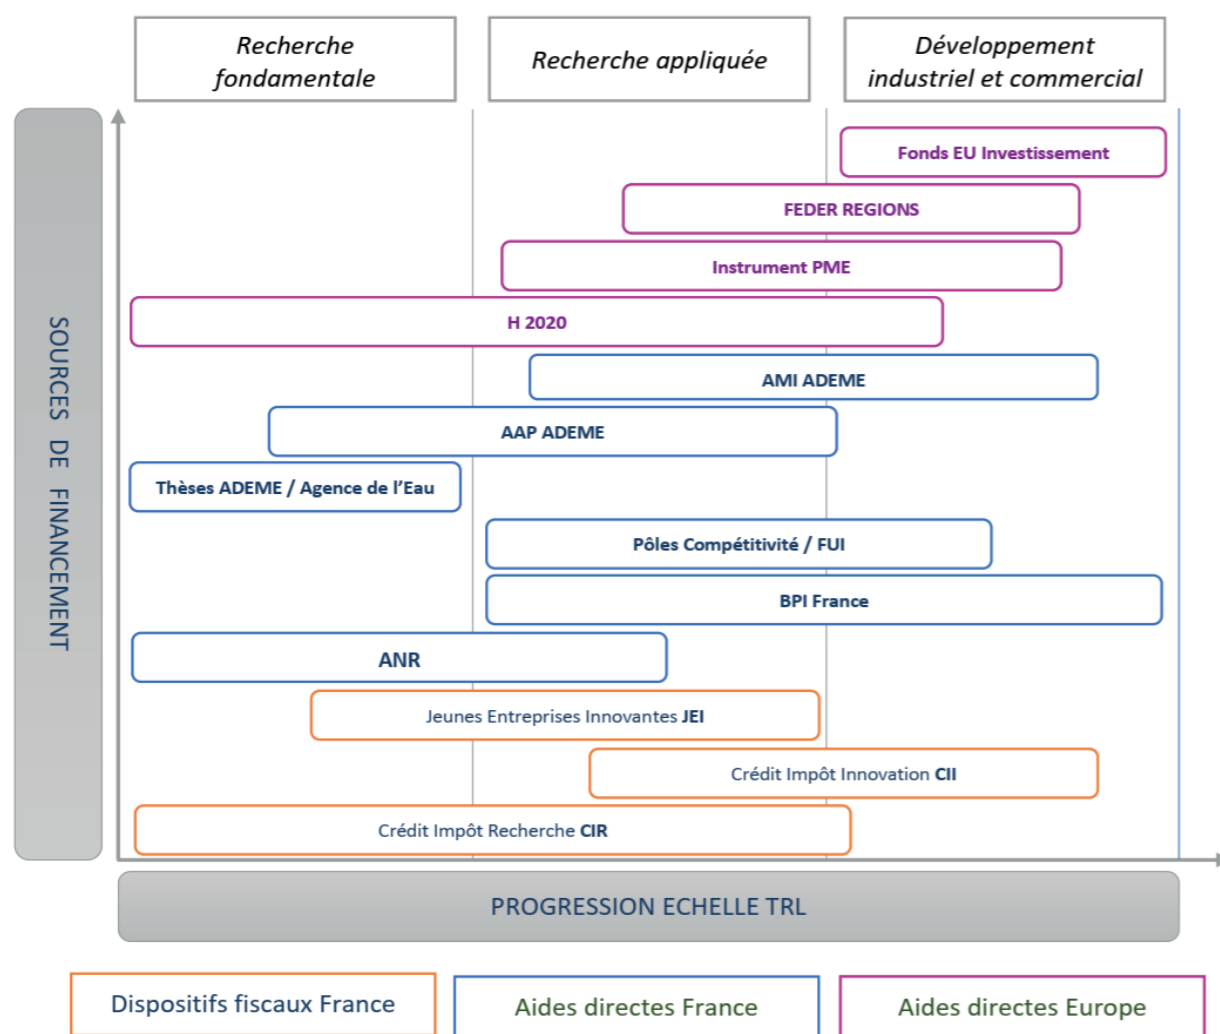 Recherche
fondamentale
Recherche appliquée
Développement
industriel et commercial
SOURCES DE FINANCEMENT
Fonds EU Investissement
FEDER REGIONS
Instrument PME
H 2020
AMI ADEME
AAP ADEME
Thèses ADEME / Agence de l'Eau
Pôles Compétitivité / FUI
BPI France
ANR
Jeunes Entreprises Innovantes JEI
Crédit Impôt Innovation CII
Crédit Impôt Recherche CIR
PROGRESSION ECHELLE TRL
Dispositifs fiscaux France
Aides directes France
Aides directes Europe